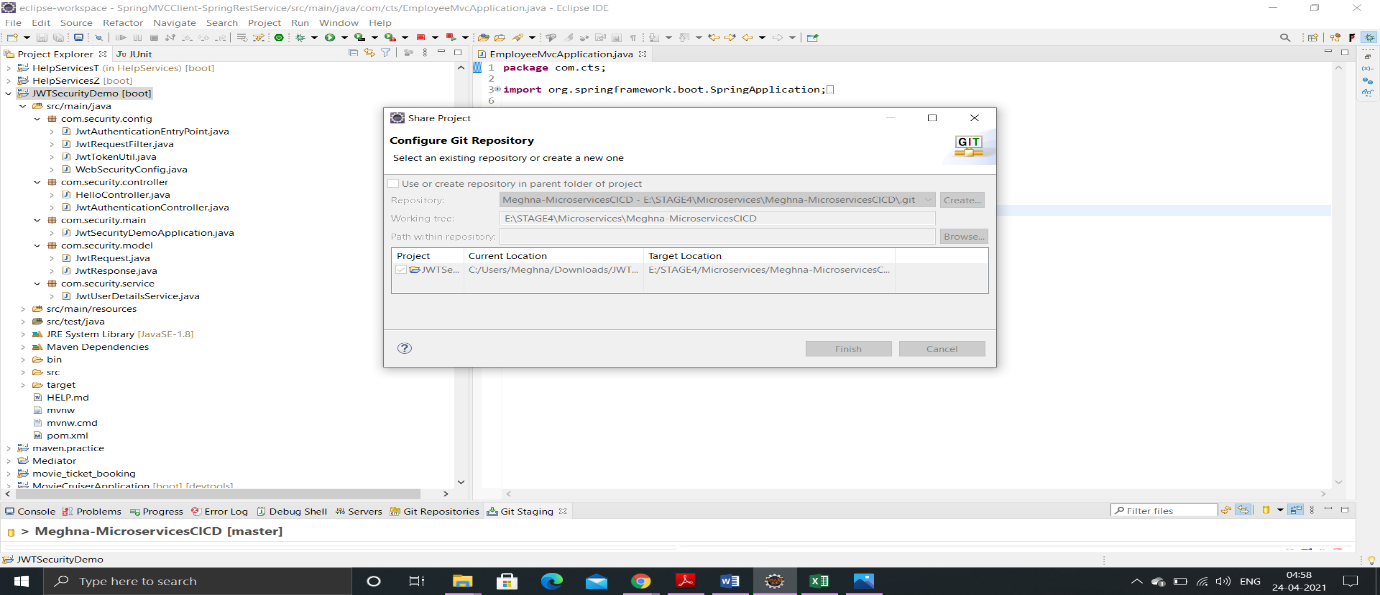 eclipse-workspace - SpringMVCClient-SpringRestService/src/main/java/com/cts/EmployeeMvcApplication.java - Eclipse IDE
File Edit Source Refactor Navigate Search Project Run Window Help
Project Explorer JUnit
EmployeeMvcApplication.java
HelpServicesT (in HelpServices) [boot]
HelpServicesZ [boot]
JWTSecurityDemo [boot]
src/main/java
com.security.config
JwtAuthenticationEntryPoint.java
JwtRequestFilter.java
JwtTokenUtil.java
WebSecurityConfig.java
com.security.controller
HelloController.java
JwtAuthenticationController.java
com.security.main
JwtSecurityDemoApplication.java
com.security.model
JwtRequest.java
JwtResponse.java
com.security.service
JwtUserDetailsService.java
src/main/resources
src/test/java
JRE System Library [JavaSE-1.8]
Maven Dependencies
bin
src
target
HELP.md
mvnw
mvnw.cmd
pom.xml
maven.practice
Mediator
movie_ticket_booking
MovieCruiserApplication [boot] [devtools]
1 package com.cts;
2
3 import org.springframework.boot.SpringApplication;
6
Share Project
Configure Git Repository
Select an existing repository or create a new one
GIT
Use or create repository in parent folder of project
Repository: Meghna-MicroservicesCICD - E:\STAGE4\Microservices\Meghna-MicroservicesCICD\.git Create...
Working tree: E:\STAGE4\Microservices\Meghna-MicroservicesCICD
Path within repository: Browse...
Project Current Location Target Location
JWTSe... C:/Users/Meghna/Downloads/JWT... E:/STAGE4/Microservices/Meghna-MicroservicesC...
Finish Cancel
Console Problems Progress Error Log Debug Shell Servers Git Repositories Git Staging
Filter files
> Meghna-MicroservicesCICD [master]
JWTSecurityDemo
Type here to search
ENG
04:58
24-04-2021